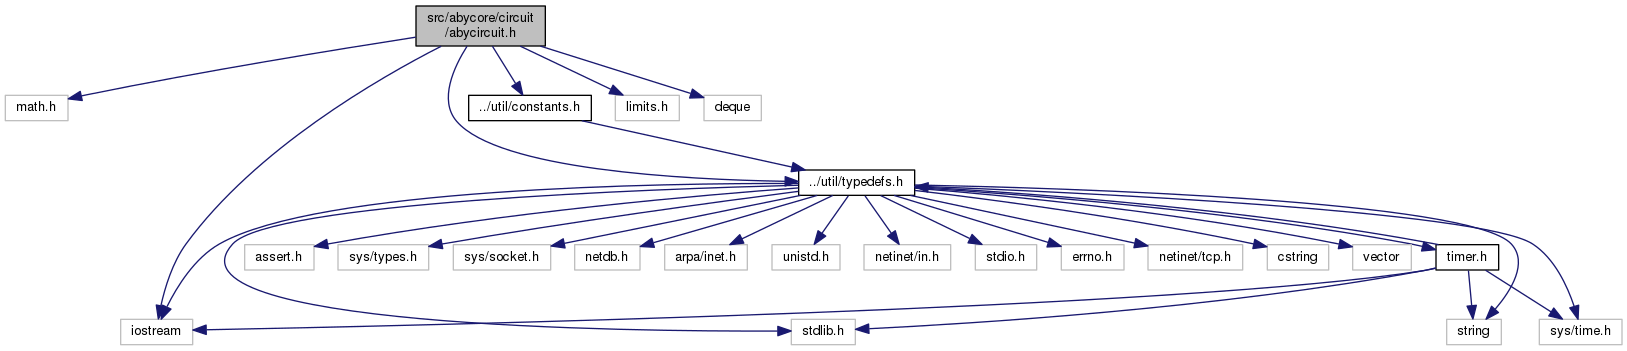 src/abycore/circuit
/abycircuit.h
math.h
../util/constants.h
limits.h
deque
../util/typedefs.h
assert.h
sys/types.h
sys/socket.h
netdb.h
arpa/inet.h
unistd.h
netinet/in.h
stdio.h
errno.h
netinet/tcp.h
cstring
vector
timer.h
iostream
stdlib.h
string
sys/time.h